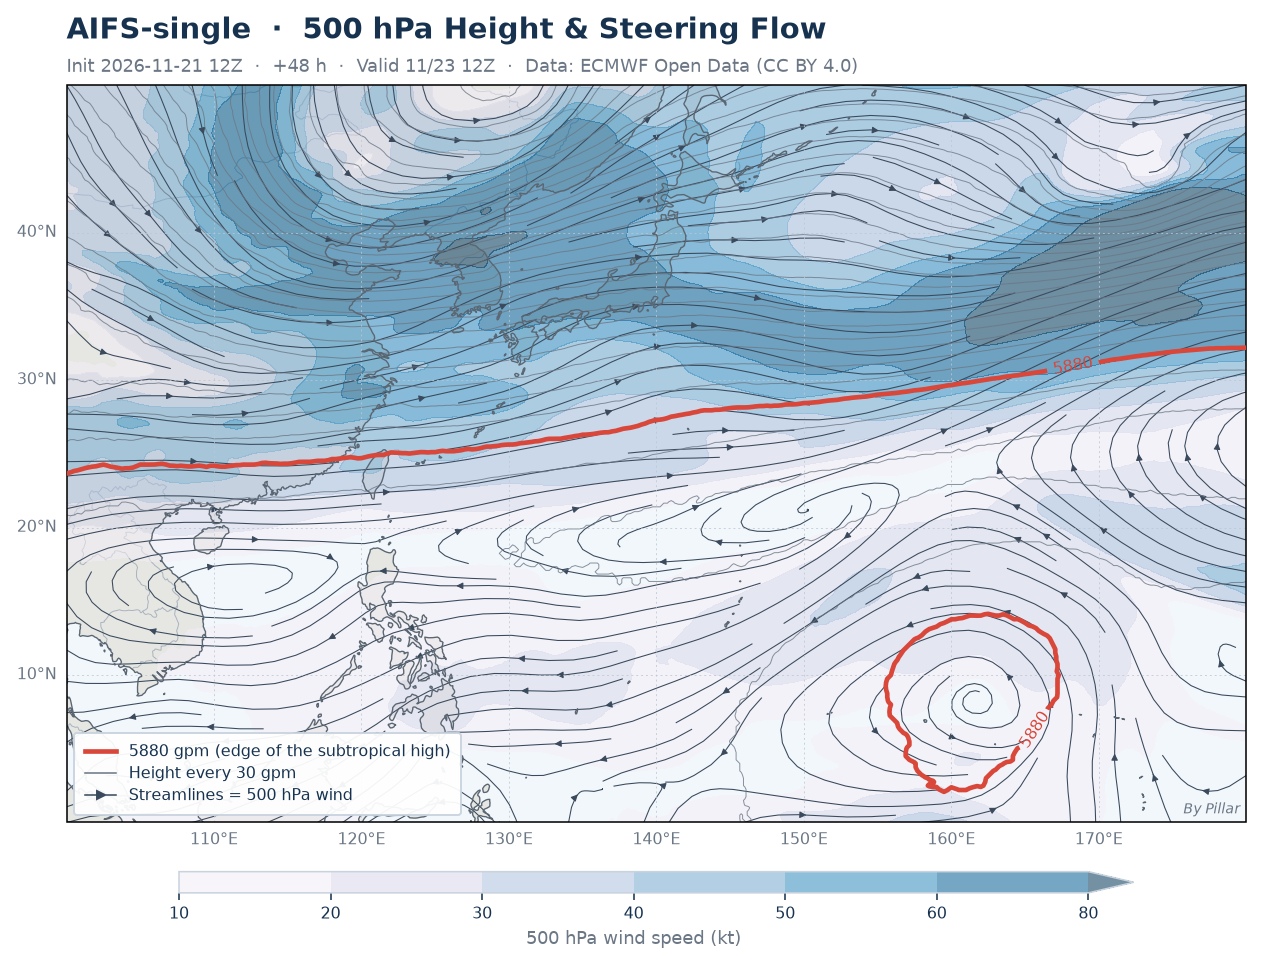 AIFS-single · 500 hPa Height & Steering Flow
Init 2026-11-21 12Z · +48 h · Valid 11/23 12Z · Data: ECMWF Open Data (CC BY 4.0)
40°N
30°N
20°N
10°N
5880
5880
5880 gpm (edge of the subtropical high)
Height every 30 gpm
Streamlines = 500 hPa wind
By Pillar
110°E 120°E 130°E 140°E 150°E 160°E 170°E
10 20 30 40 50 60 80
500 hPa wind speed (kt)